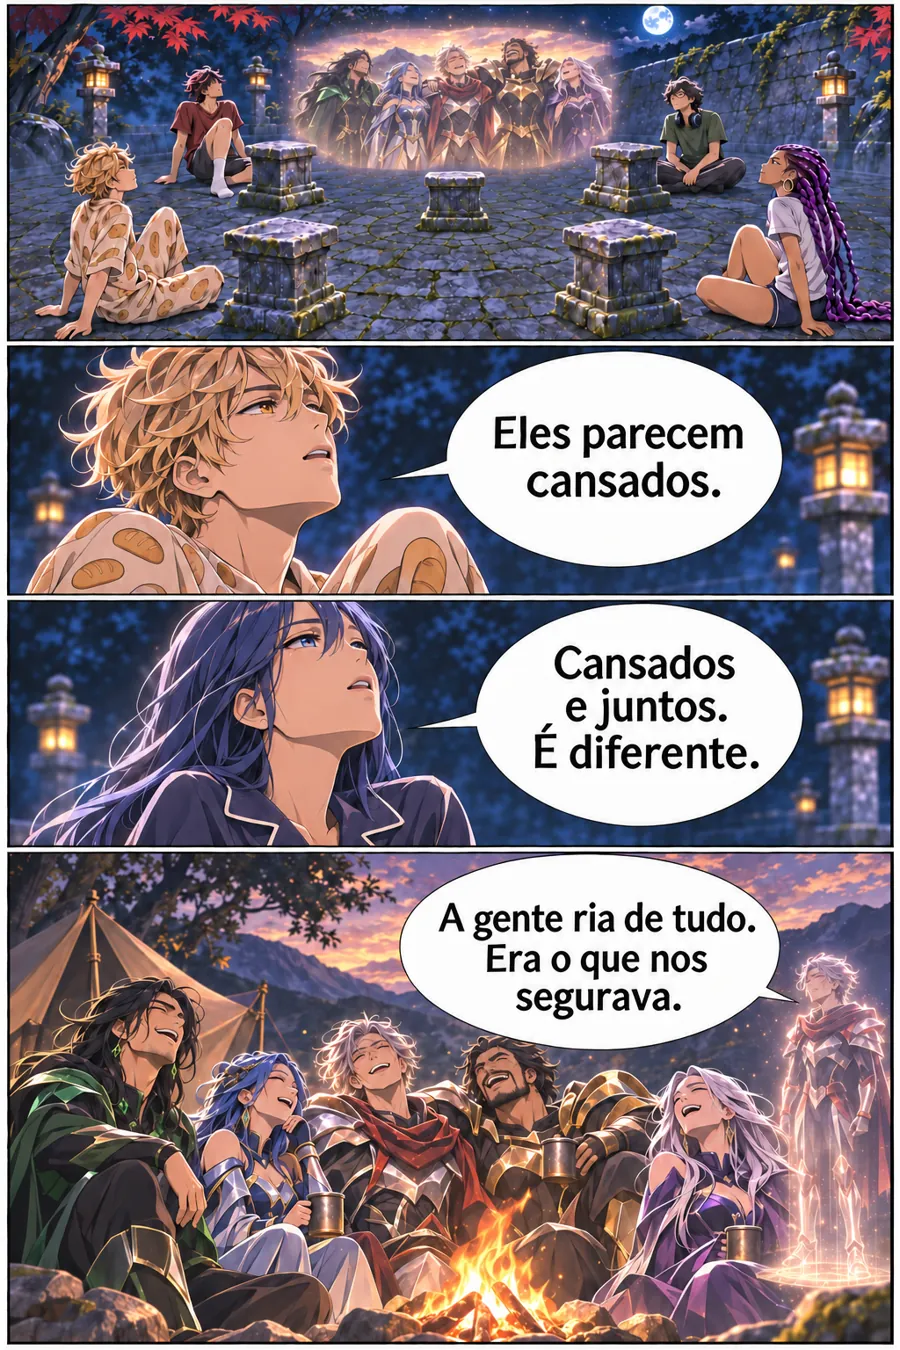 Eles parecem
cansados.
Cansados
e juntos.
É diferente.
A gente ria de tudo.
Era o que nos
segurava.